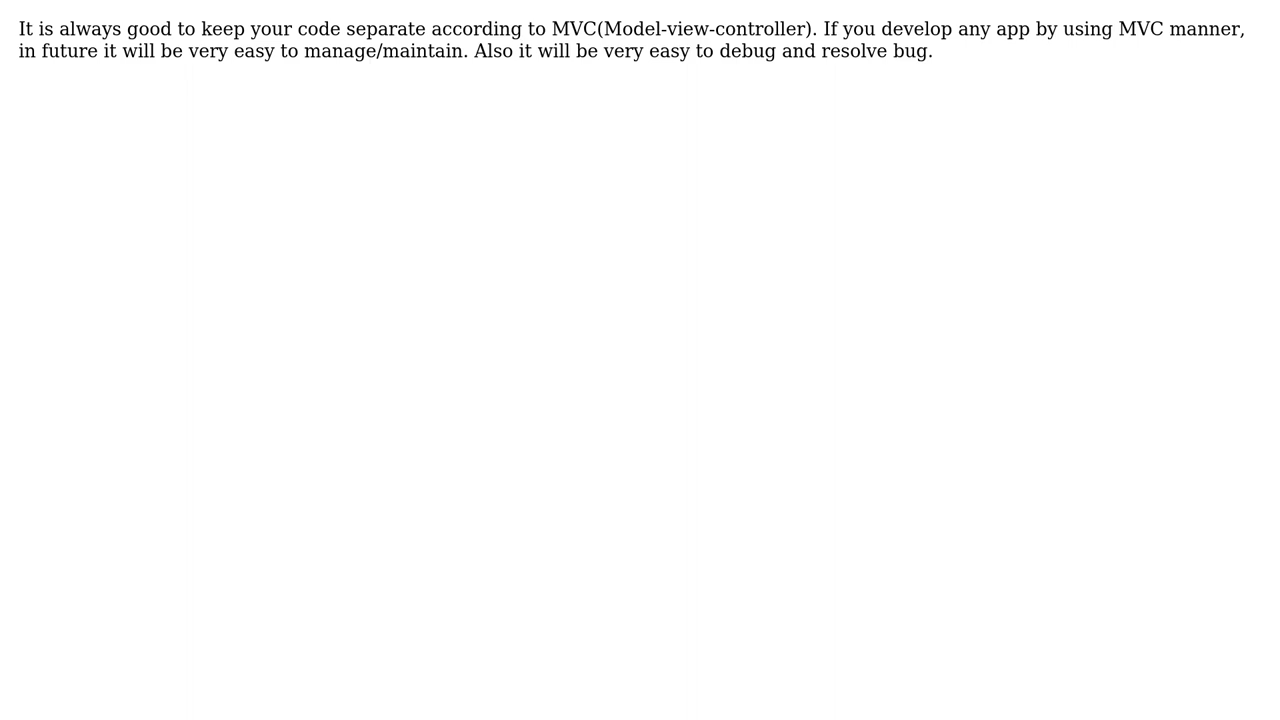 It is always good to keep your code separate according to MVC(Model-view-controller). If you develop any app by using MVC manner,
in future it will be very easy to manage/maintain. Also it will be very easy to debug and resolve bug.